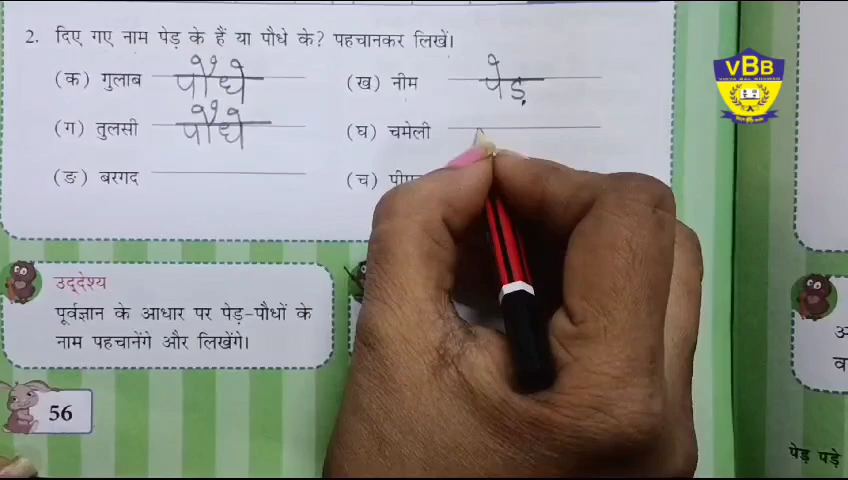 2. दिए गए नाम पेड़ के हैं या पौधे के? पहचानकर लिखें।
(क) गुलाब पौधे (ख) नीम पेड़
(ग) तुलसी पौधे (घ) चमेली
(ङ) बरगद (च)
उद्देश्य
पूर्वज्ञान के आधार पर पेड़-पौधों के
नाम पहचानेंगे और लिखेंगे।
56
VBB
पेड़ पड़े